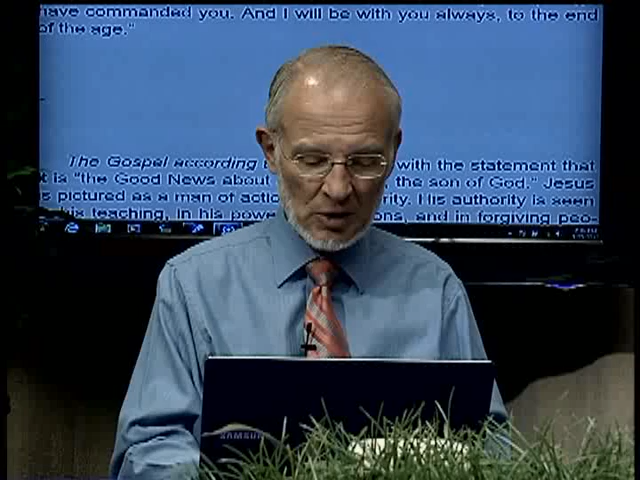 have commanded you. And I will be with you always, to the end
of the age."
The Gospel according with the statement that
it is "the Good News about the son of God." Jesus
is pictured as a man of action His authority is seen
in his teaching, in his power and in forgiving peo-
SAMSUNG